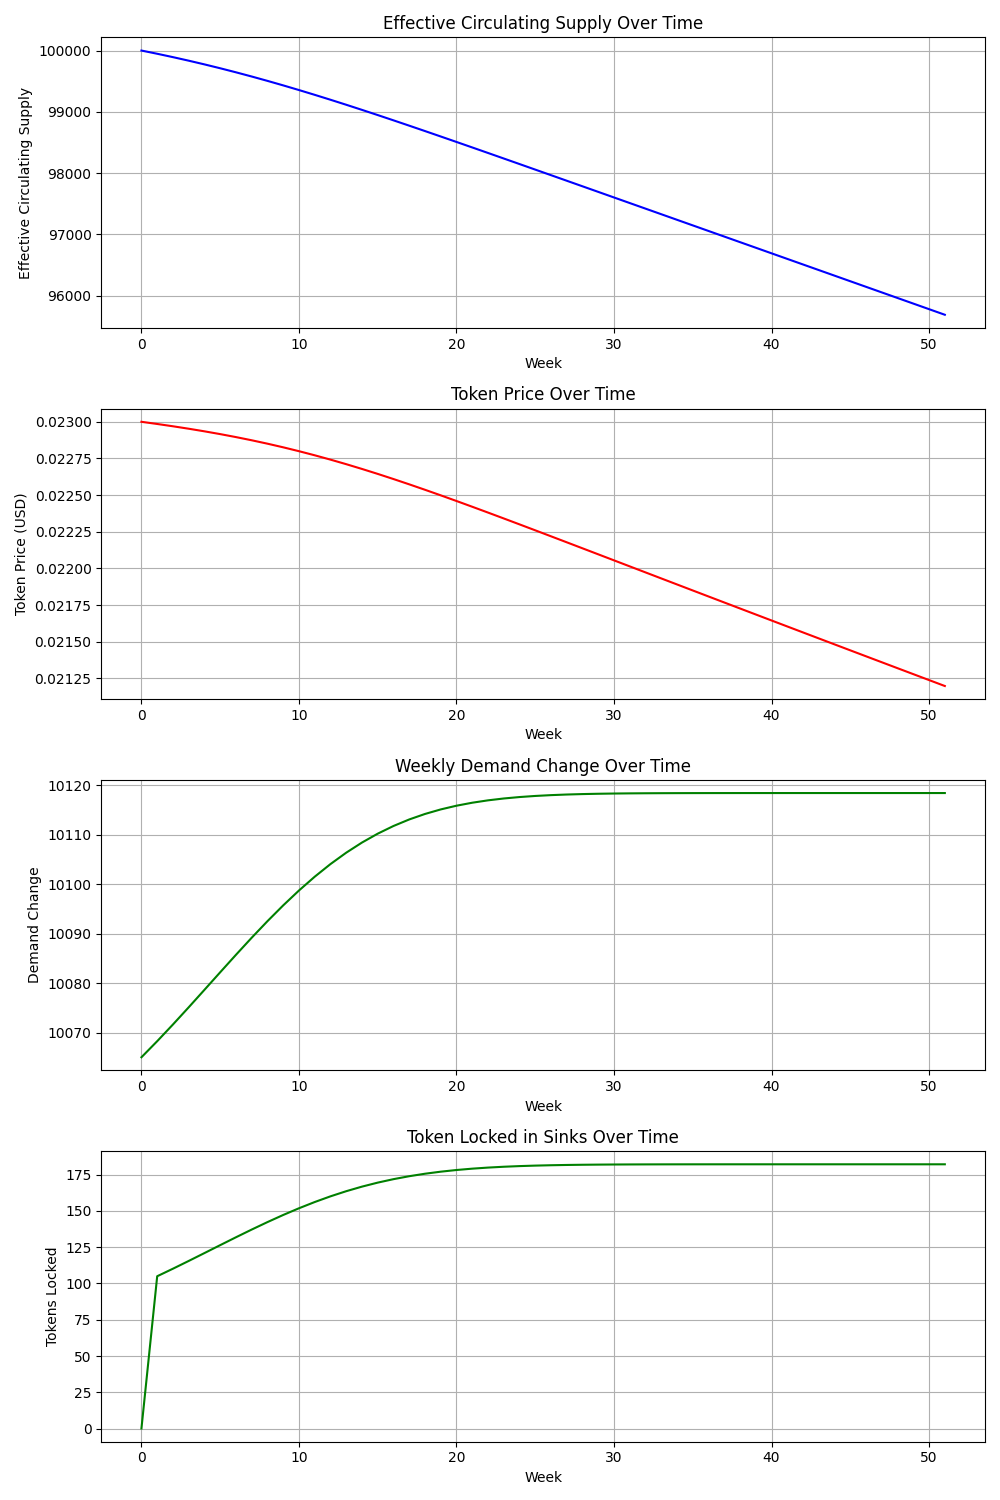 Effective Circulating Supply Over Time
Effective Circulating Supply
100000
99000
98000
97000
96000
0 10 20 30 40 50
Week
Token Price Over Time
Token Price (USD)
0.02300
0.02275
0.02250
0.02225
0.02200
0.02175
0.02150
0.02125
0 10 20 30 40 50
Week
Weekly Demand Change Over Time
Demand Change
10120
10110
10100
10090
10080
10070
0 10 20 30 40 50
Week
Token Locked in Sinks Over Time
Tokens Locked
175
150
125
100
75
50
25
0
0 10 20 30 40 50
Week